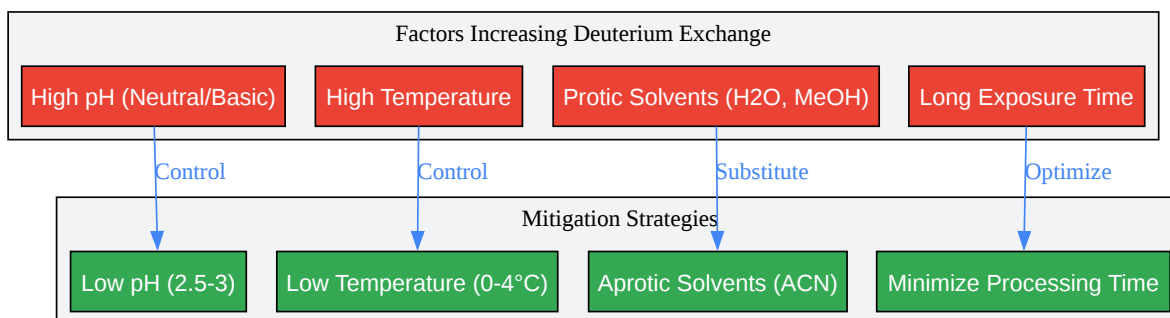 Factors Increasing Deuterium Exchange
High pH (Neutral/Basic)
High Temperature
Protic Solvents (H2O, MeOH)
Long Exposure Time
Control
Control
Substitute
Optimize
Mitigation Strategies
Low pH (2.5-3)
Low Temperature (0-4°C)
Aprotic Solvents (ACN)
Minimize Processing Time